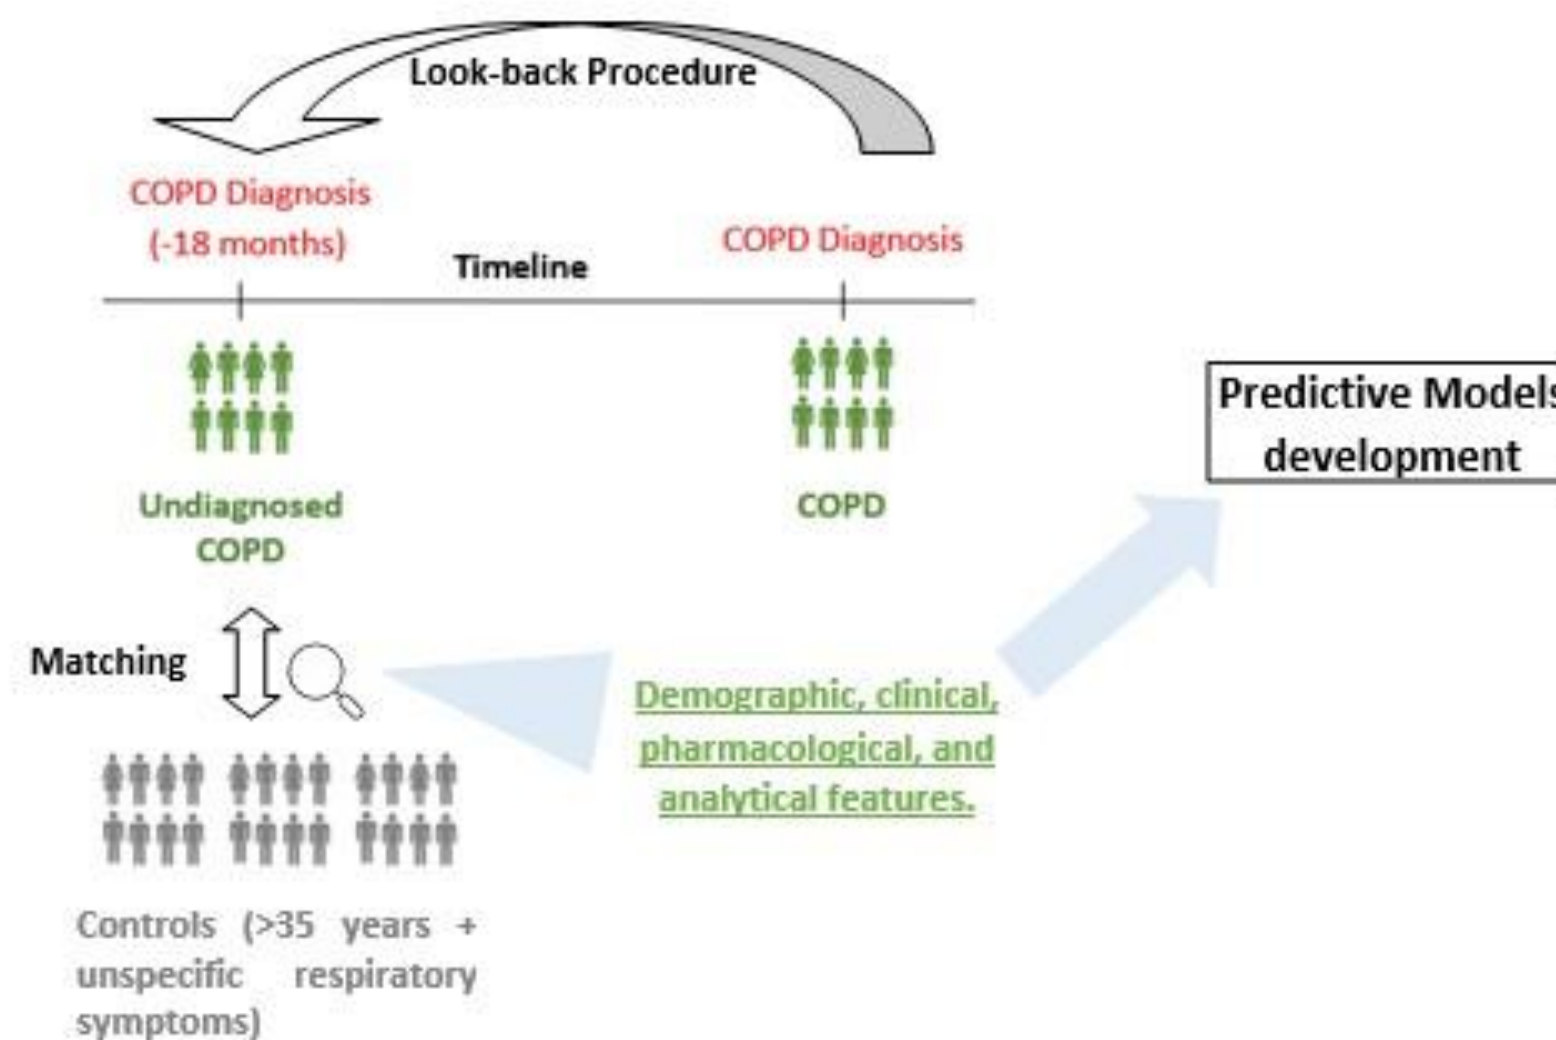 Look-back Procedure
COPD Diagnosis
(-18 months)
COPD Diagnosis
Timeline
Undiagnosed
COPD
COPD
Predictive Models
development
Matching
Demographic, clinical,
pharmacological, and
analytical features.
Controls (>35 years +
unspecific respiratory
symptoms)